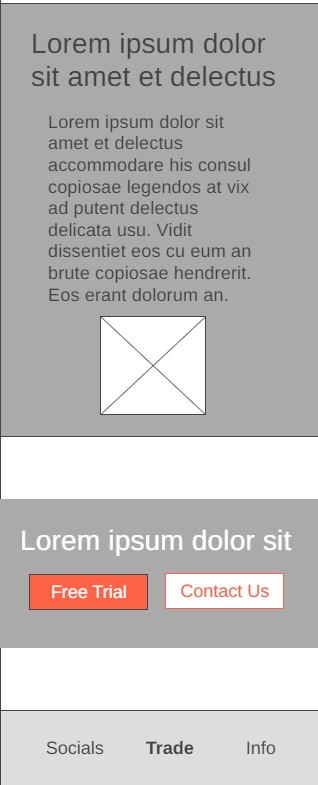 Lorem ipsum dolor
sit amet et delectus
Lorem ipsum dolor sit
amet et delectus
accommodare his consul
copiosae legendos at vix
ad putent delectus
delicata usu. Vidit
dissentiet eos cu eum an
brute copiosae hendrerit.
Eos erant dolorum an.
Lorem ipsum dolor sit
Free Trial Contact Us
Socials Trade Info